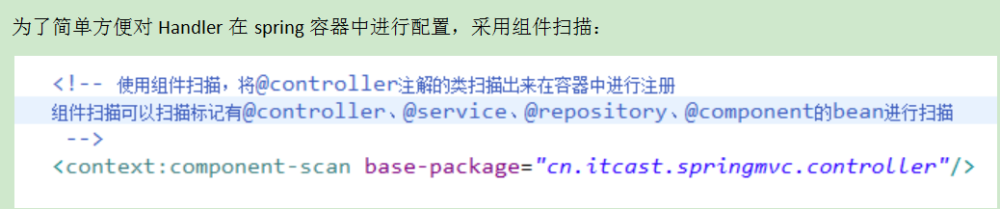 为了简单方便对 Handler 在 spring 容器中进行配置，采用组件扫描：
<!-- 使用组件扫描，将@controller注解的类扫描出来在容器中进行注册
组件扫描可以扫描标记有@controller、@service、@repository、@component的bean进行扫描
-->
<context:component-scan base-package="cn.itcast.springmvc.controller"/>